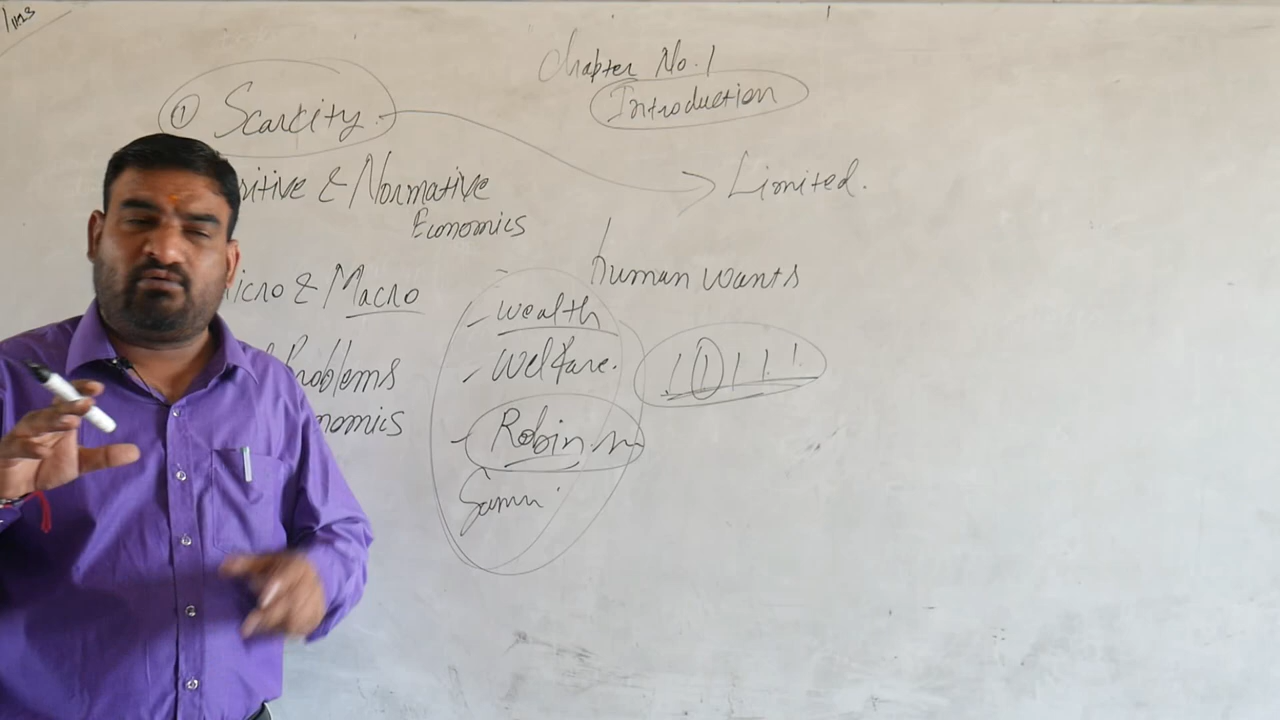 Chapter No. 1
Introduction
① Scarcity
Limited.
sitive & Normative
Economics
human wants
icro & Macro
- Wealth
- Welfare.
- Robin
Problems
nomics